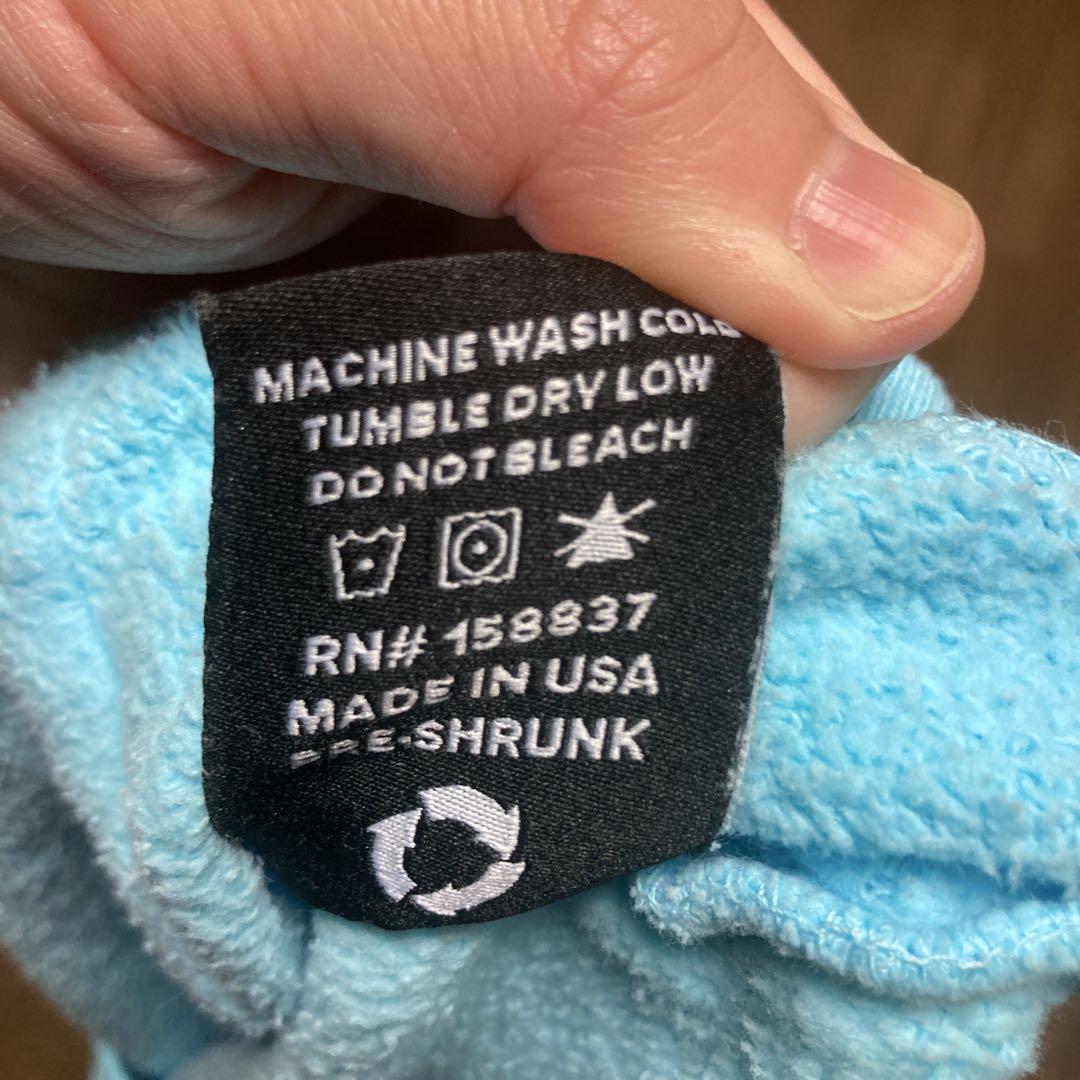 MACHINE WASH COLD
TUMBLE DRY LOW
DO NOT BLEACH
RN# 158837
MADE IN USA
PRE-SHRUNK